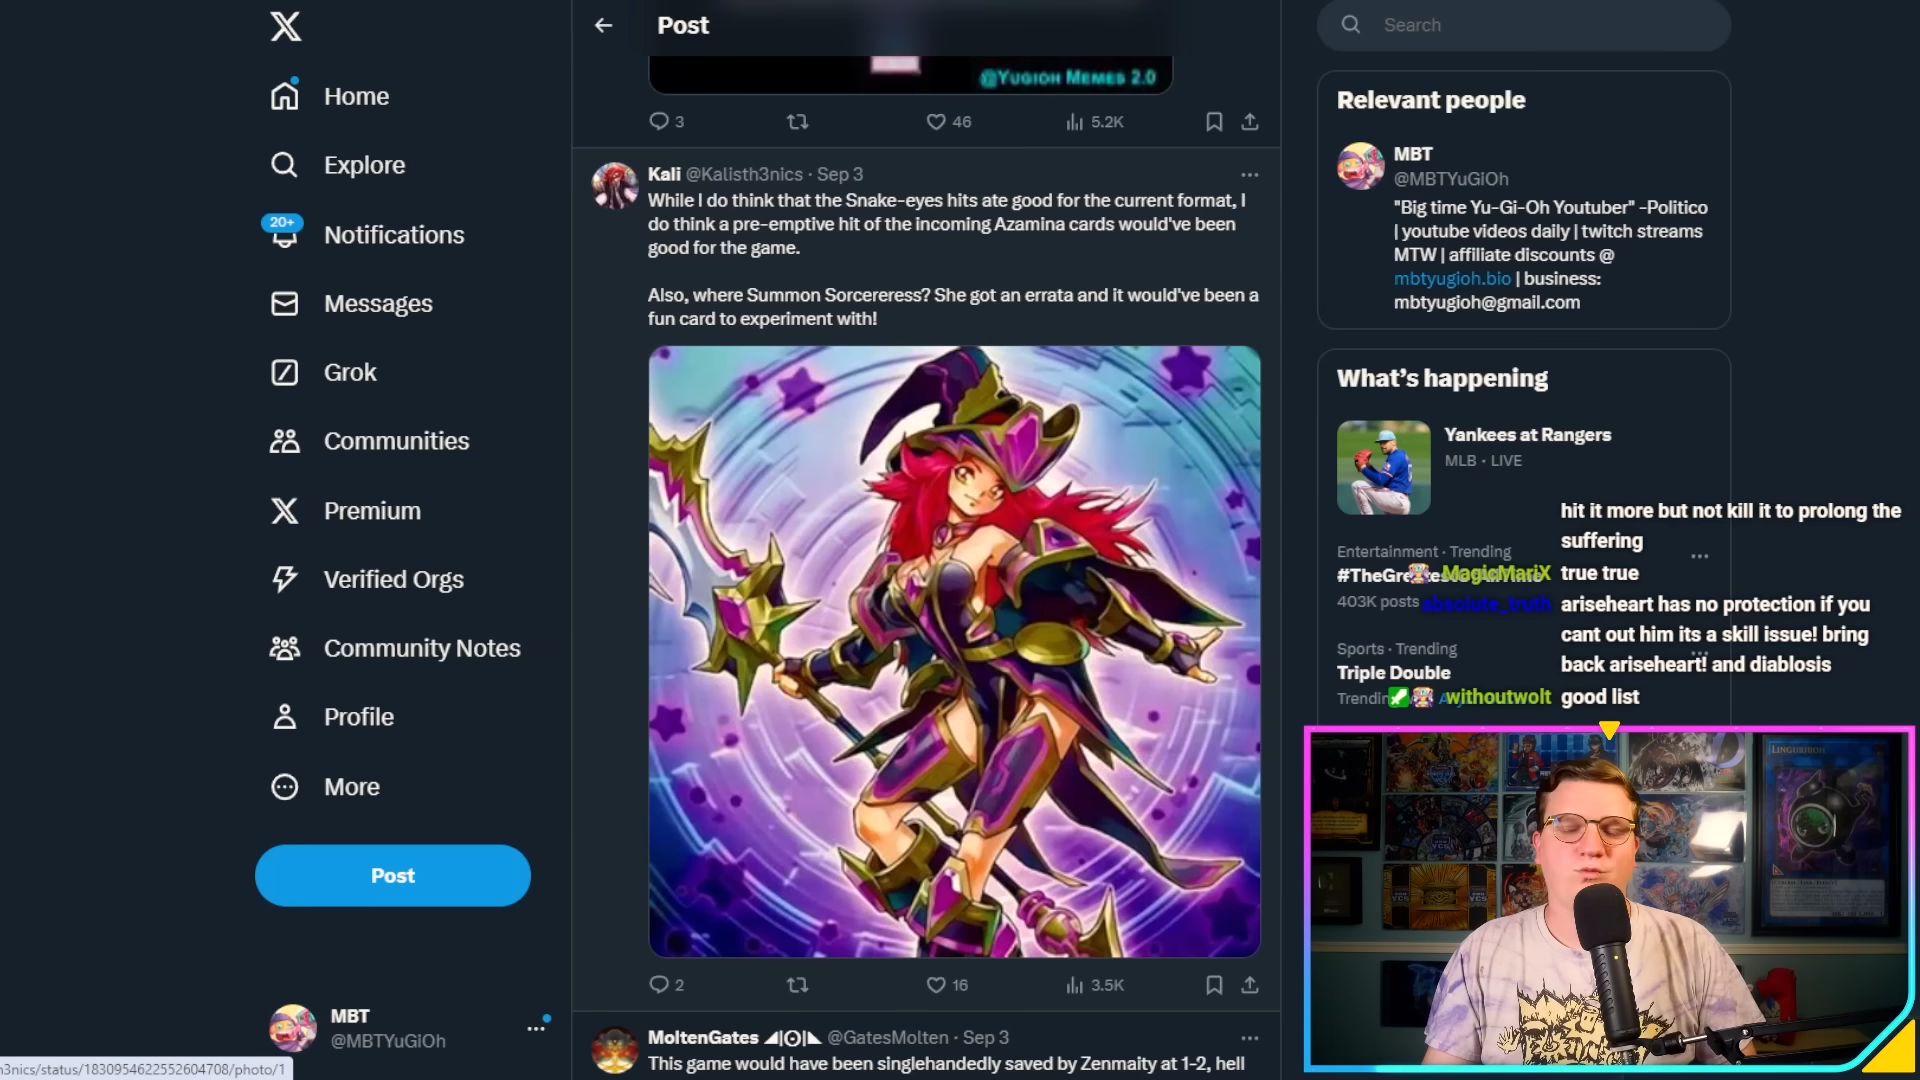 Home
Explore
20+
Notifications
Messages
Grok
Communities
Premium
Verified Orgs
Community Notes
Profile
More
Post
MBT
@MBTYuGiOh
h3nics/status/1830954622552604708/photo/1
Post
@Yugioh Memes 2.0
3
46
5.2K
Kali @Kalisth3nics · Sep 3
While I do think that the Snake-eyes hits ate good for the current format, I
do think a pre-emptive hit of the incoming Azamina cards would've been
good for the game.
Also, where Summon Sorcereress? She got an errata and it would've been a
fun card to experiment with!
2
16
3.5K
MoltenGates @GatesMolten · Sep 3
This game would have been singlehandedly saved by Zenmaity at 1-2, hell
Search
Relevant people
MBT
@MBTYuGiOh
"Big time Yu-Gi-Oh Youtuber" -Politico
| youtube videos daily | twitch streams
MTW | affiliate discounts @
mbtyugioh.bio | business:
mbtyugioh@gmail.com
What's happening
Yankees at Rangers
MLB · LIVE
Entertainment · Trending
403K posts
Sports · Trending
Triple Double
hit it more but not kill it to prolong the
suffering
MagicMariX true true
absolute_truth ariseheart has no protection if you
cant out him its a skill issue! bring
back ariseheart! and diablosis
withoutwolt good list
LINKURIBOH